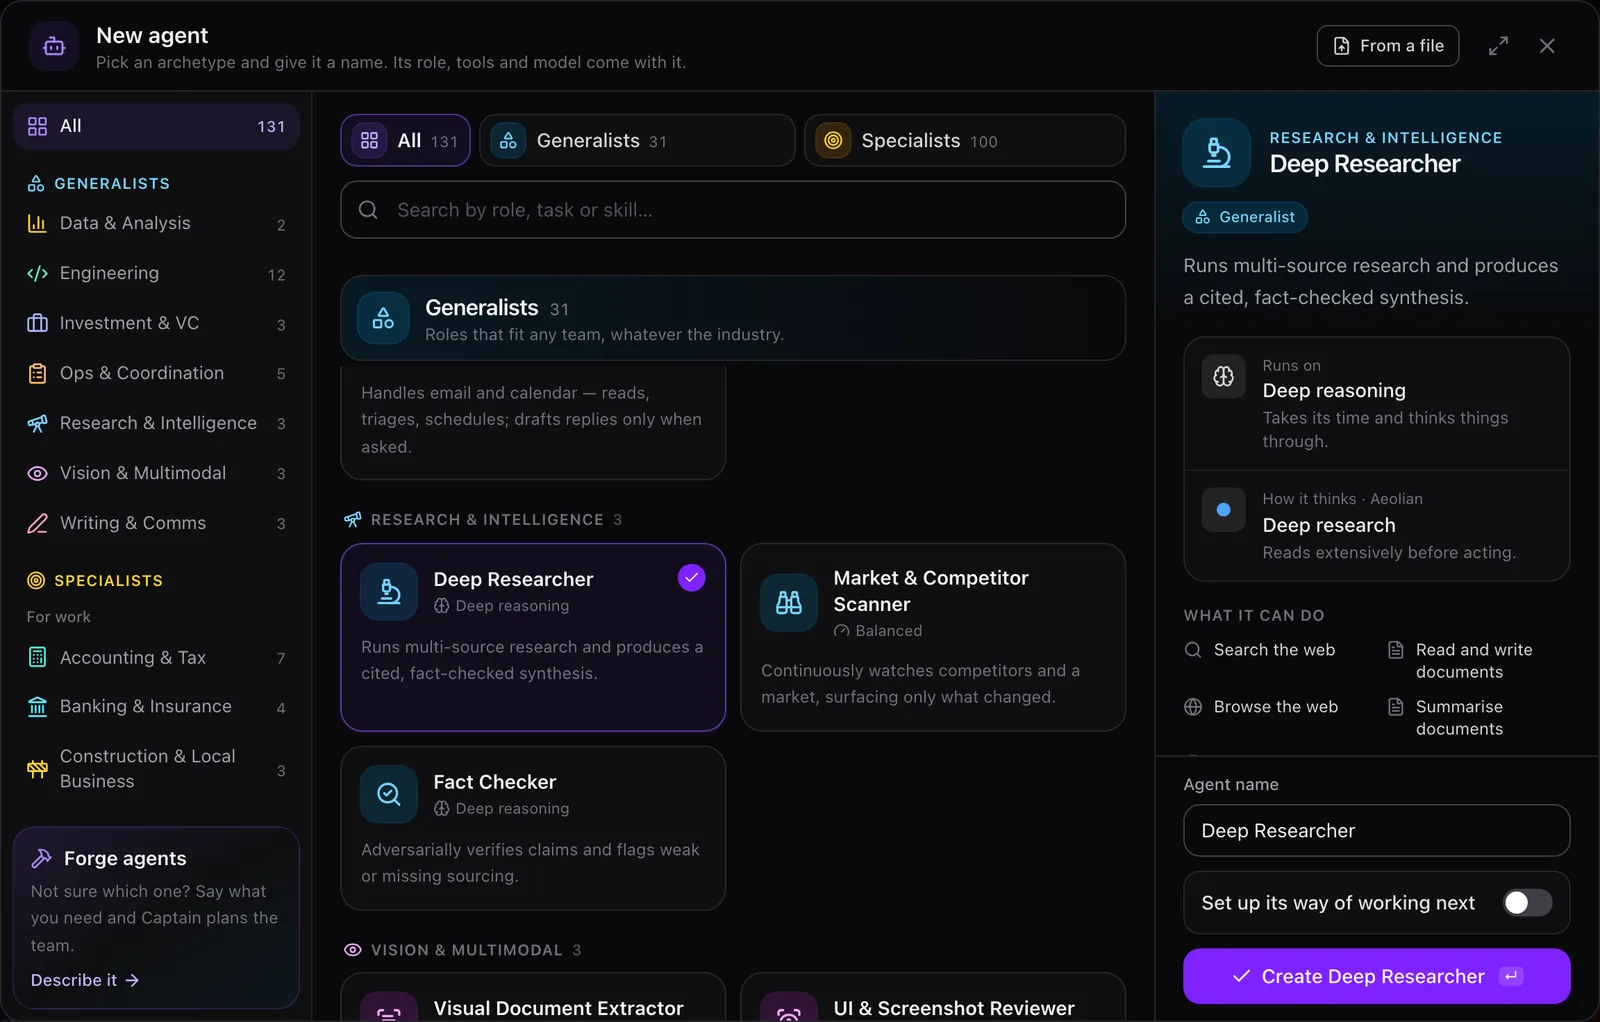 New agent
Pick an archetype and give it a name. Its role, tools and model come with it.
From a file
All 131
GENERALISTS
Data & Analysis 2
Engineering 12
Investment & VC 3
Ops & Coordination 5
Research & Intelligence 3
Vision & Multimodal 3
Writing & Comms 3
SPECIALISTS
For work
Accounting & Tax 7
Banking & Insurance 4
Construction & Local
Business 3
Forge agents
Not sure which one? Say what
you need and Captain plans the
team.
Describe it →
All 131
Generalists 31
Specialists 100
Search by role, task or skill...
Generalists 31
Roles that fit any team, whatever the industry.
Handles email and calendar — reads,
triages, schedules; drafts replies only when
asked.
RESEARCH & INTELLIGENCE 3
Deep Researcher
Deep reasoning
Runs multi-source research and produces a
cited, fact-checked synthesis.
Market & Competitor
Scanner
Balanced
Continuously watches competitors and a
market, surfacing only what changed.
Fact Checker
Deep reasoning
Adversarially verifies claims and flags weak
or missing sourcing.
VISION & MULTIMODAL 3
Visual Document Extractor
UI & Screenshot Reviewer
RESEARCH & INTELLIGENCE
Deep Researcher
Generalist
Runs multi-source research and produces
a cited, fact-checked synthesis.
Runs on
Deep reasoning
Takes its time and thinks things
through.
How it thinks · Aeolian
Deep research
Reads extensively before acting.
WHAT IT CAN DO
Search the web
Read and write
documents
Browse the web
Summarise
documents
Agent name
Deep Researcher
Set up its way of working next
Create Deep Researcher